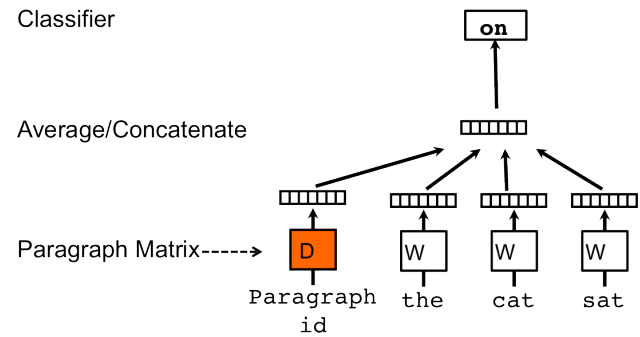 Classifier
on
Average/Concatenate
Paragraph Matrix
D
W
W
W
Paragraph
id
the
cat
sat